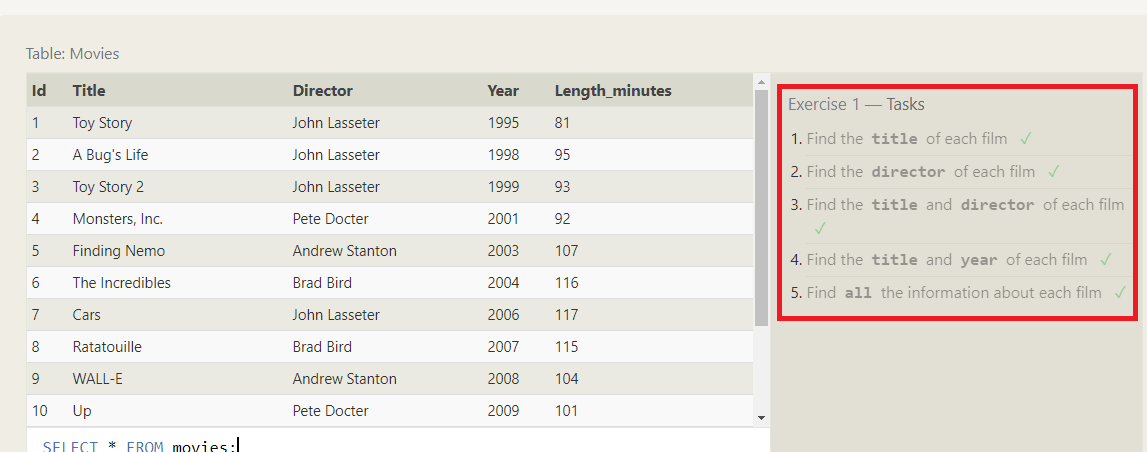 Table: Movies
Id Title Director Year Length_minutes
1 Toy Story John Lasseter 1995 81
2 A Bug's Life John Lasseter 1998 95
3 Toy Story 2 John Lasseter 1999 93
4 Monsters, Inc. Pete Docter 2001 92
5 Finding Nemo Andrew Stanton 2003 107
6 The Incredibles Brad Bird 2004 116
7 Cars John Lasseter 2006 117
8 Ratatouille Brad Bird 2007 115
9 WALL-E Andrew Stanton 2008 104
10 Up Pete Docter 2009 101
SELECT * FROM movies;
Exercise 1 — Tasks
1. Find the title of each film ✓
2. Find the director of each film ✓
3. Find the title and director of each film
✓
4. Find the title and year of each film ✓
5. Find all the information about each film ✓